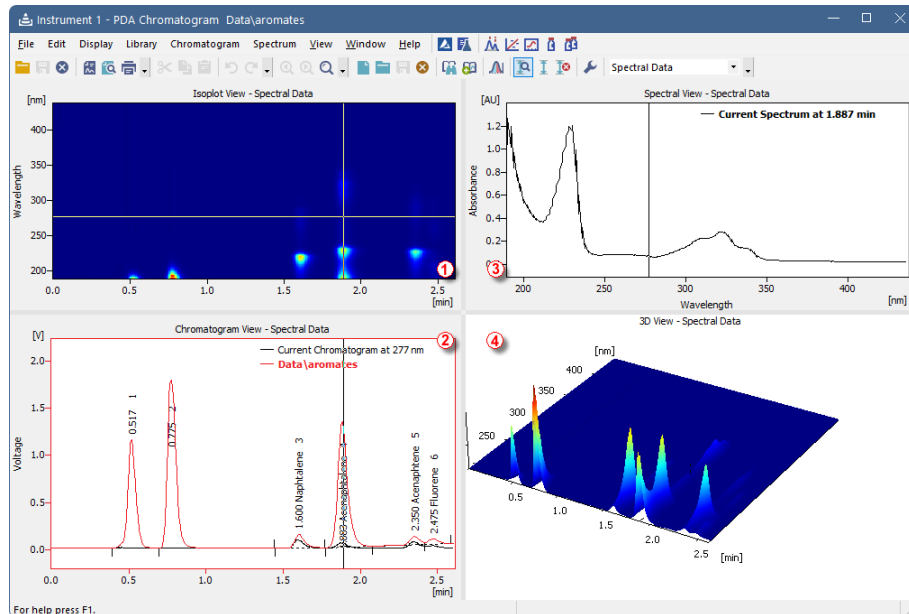 Instrument 1 - PDA Chromatogram Data\aromates
File Edit Display Library Chromatogram Spectrum View Window Help
Spectral Data
Isoplot View - Spectral Data
[nm]
400
350
300
250
200
Wavelength
0.0 0.5 1.0 1.5 2.0 2.5
[min]
1
Spectral View - Spectral Data
[AU]
Current Spectrum at 1.887 min
1.2
1.0
0.8
0.6
0.4
0.2
0.0
Absorbance
200 250 300 350 400
Wavelength
[nm]
3
Chromatogram View - Spectral Data
[V]
2
Current Chromatogram at 277 nm
Data\aromates
2.0
1.5
1.0
0.5
0.0
Voltage
0.517 1
0.775 2
1.600 Naphtalene 3
Acenaphtalene
2.350 Acenaphtene 5
2.475 Fluorene 6
0.0 0.5 1.0 1.5 2.0 2.5
[min]
3D View - Spectral Data
4
[nm]
400
350
300
250
0.5
1.0
1.5
2.0
2.5
[min]
For help press F1.